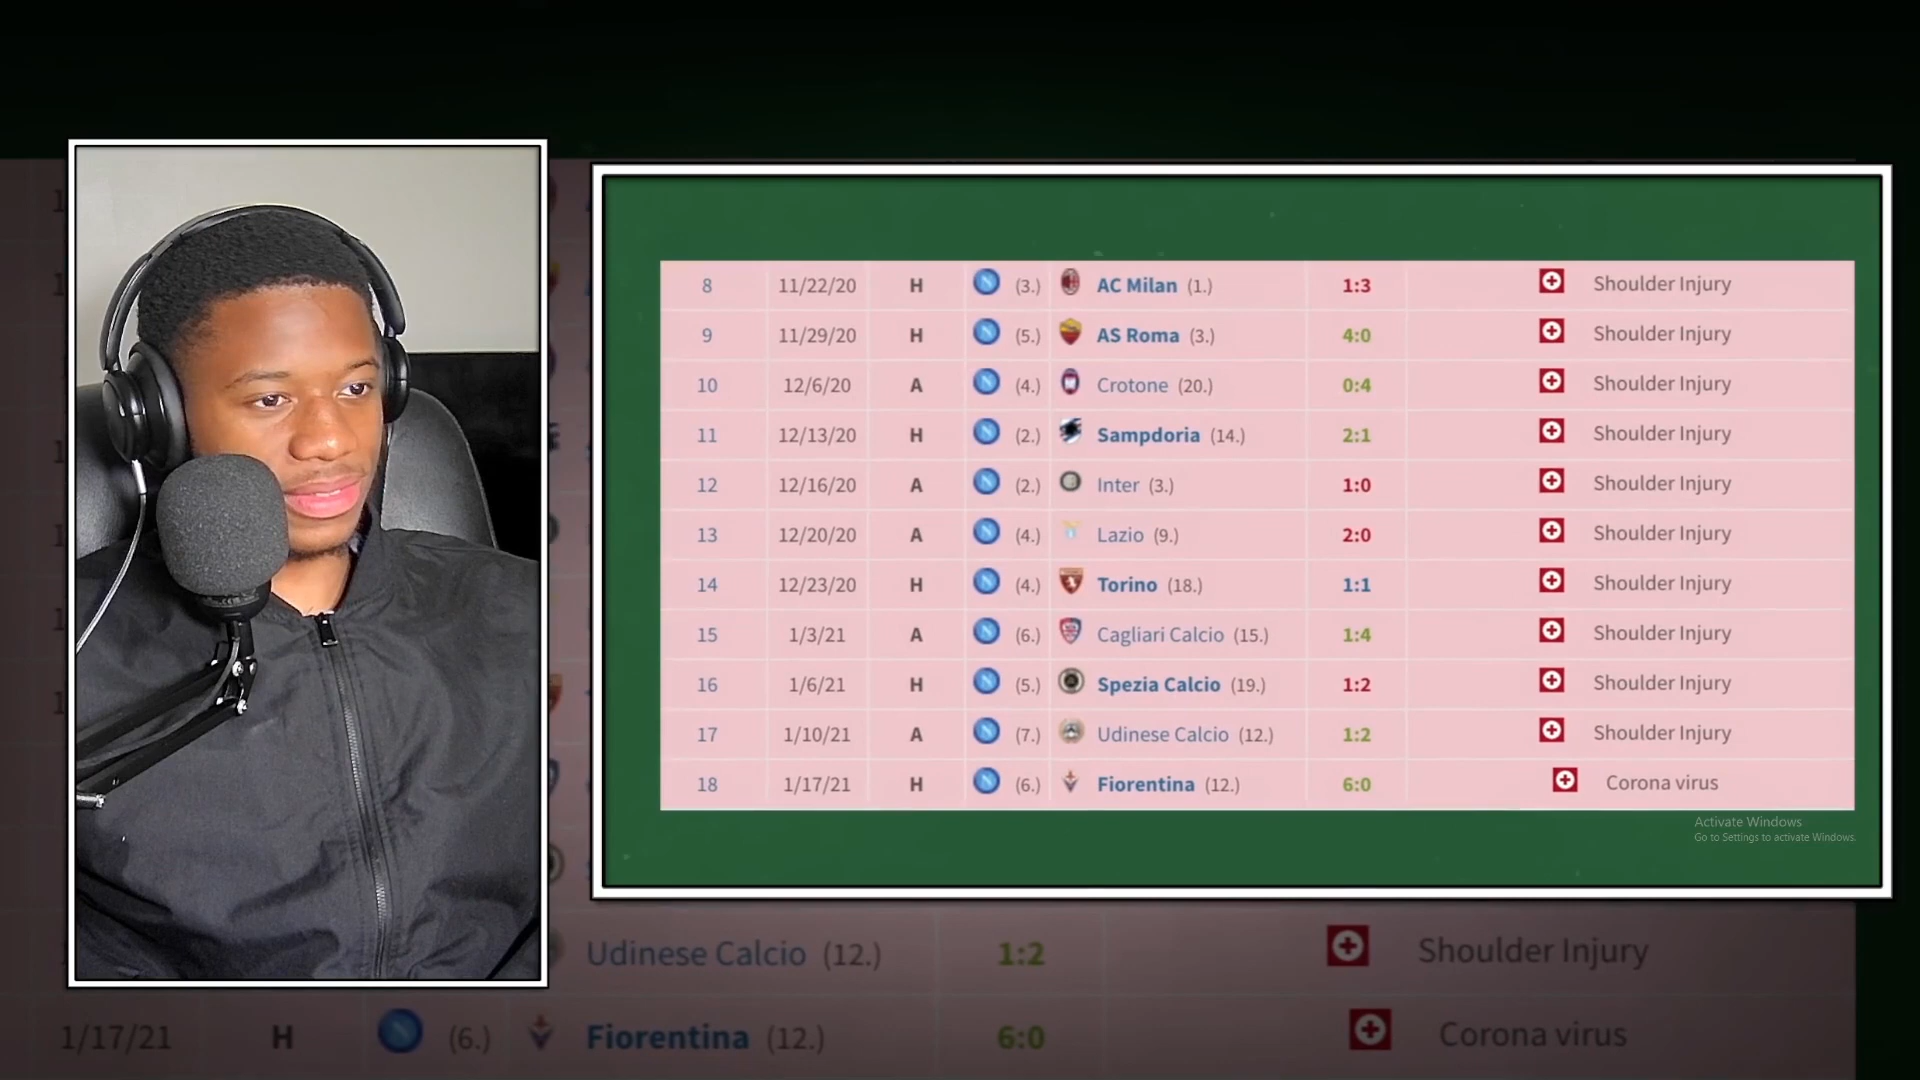 8 11/22/20 H (3.) AC Milan (1.) 1:3 Shoulder Injury
9 11/29/20 H (5.) AS Roma (3.) 4:0 Shoulder Injury
10 12/6/20 A (4.) Crotone (20.) 0:4 Shoulder Injury
11 12/13/20 H (2.) Sampdoria (14.) 2:1 Shoulder Injury
12 12/16/20 A (2.) Inter (3.) 1:0 Shoulder Injury
13 12/20/20 A (4.) Lazio (9.) 2:0 Shoulder Injury
14 12/23/20 H (4.) Torino (18.) 1:1 Shoulder Injury
15 1/3/21 A (6.) Cagliari Calcio (15.) 1:4 Shoulder Injury
16 1/6/21 H (5.) Spezia Calcio (19.) 1:2 Shoulder Injury
17 1/10/21 A (7.) Udinese Calcio (12.) 1:2 Shoulder Injury
18 1/17/21 H (6.) Fiorentina (12.) 6:0 Corona virus
Activate Windows
Go to Settings to activate Windows.
Udinese Calcio (12.) 1:2 Shoulder Injury
1/17/21 H (6.) Fiorentina (12.) 6:0 Corona virus